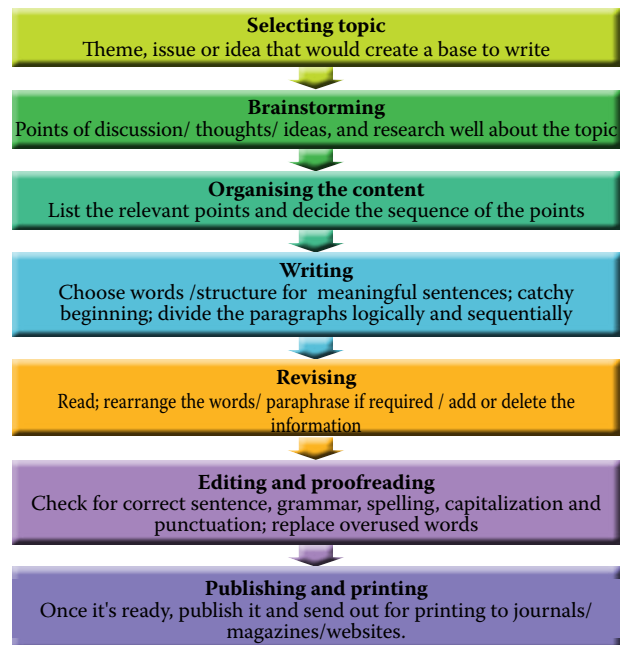 Selecting topic
Theme, issue or idea that would create a base to write
Brainstorming
Points of discussion/ thoughts/ ideas, and research well about the topic
Organising the content
List the relevant points and decide the sequence of the points
Writing
Choose words /structure for meaningful sentences; catchy
beginning; divide the paragraphs logically and sequentially
Revising
Read; rearrange the words/ paraphrase if required / add or delete the
information
Editing and proofreading
Check for correct sentence, grammar, spelling, capitalization and
punctuation; replace overused words
Publishing and printing
Once it's ready, publish it and send out for printing to journals/
magazines/websites.